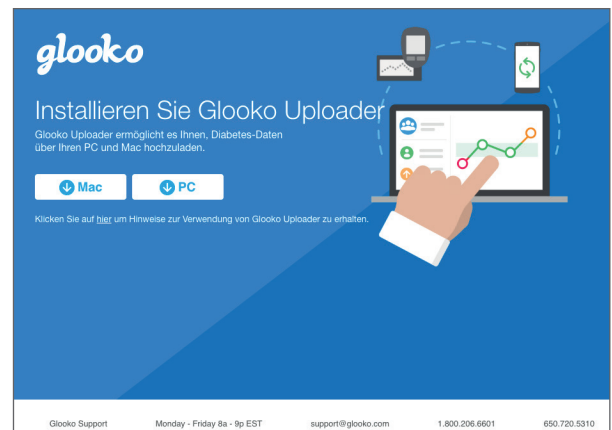 glooko
Installieren Sie Glooko Uploader
Glooko Uploader ermöglicht es Ihnen, Diabetes-Daten
über Ihren PC und Mac hochzuladen.
Mac PC
Klicken Sie auf hier um Hinweise zur Verwendung von Glooko Uploader zu erhalten.
Glooko Support Monday - Friday 8a - 9p EST support@glooko.com 1.800.206.6601 650.720.5310